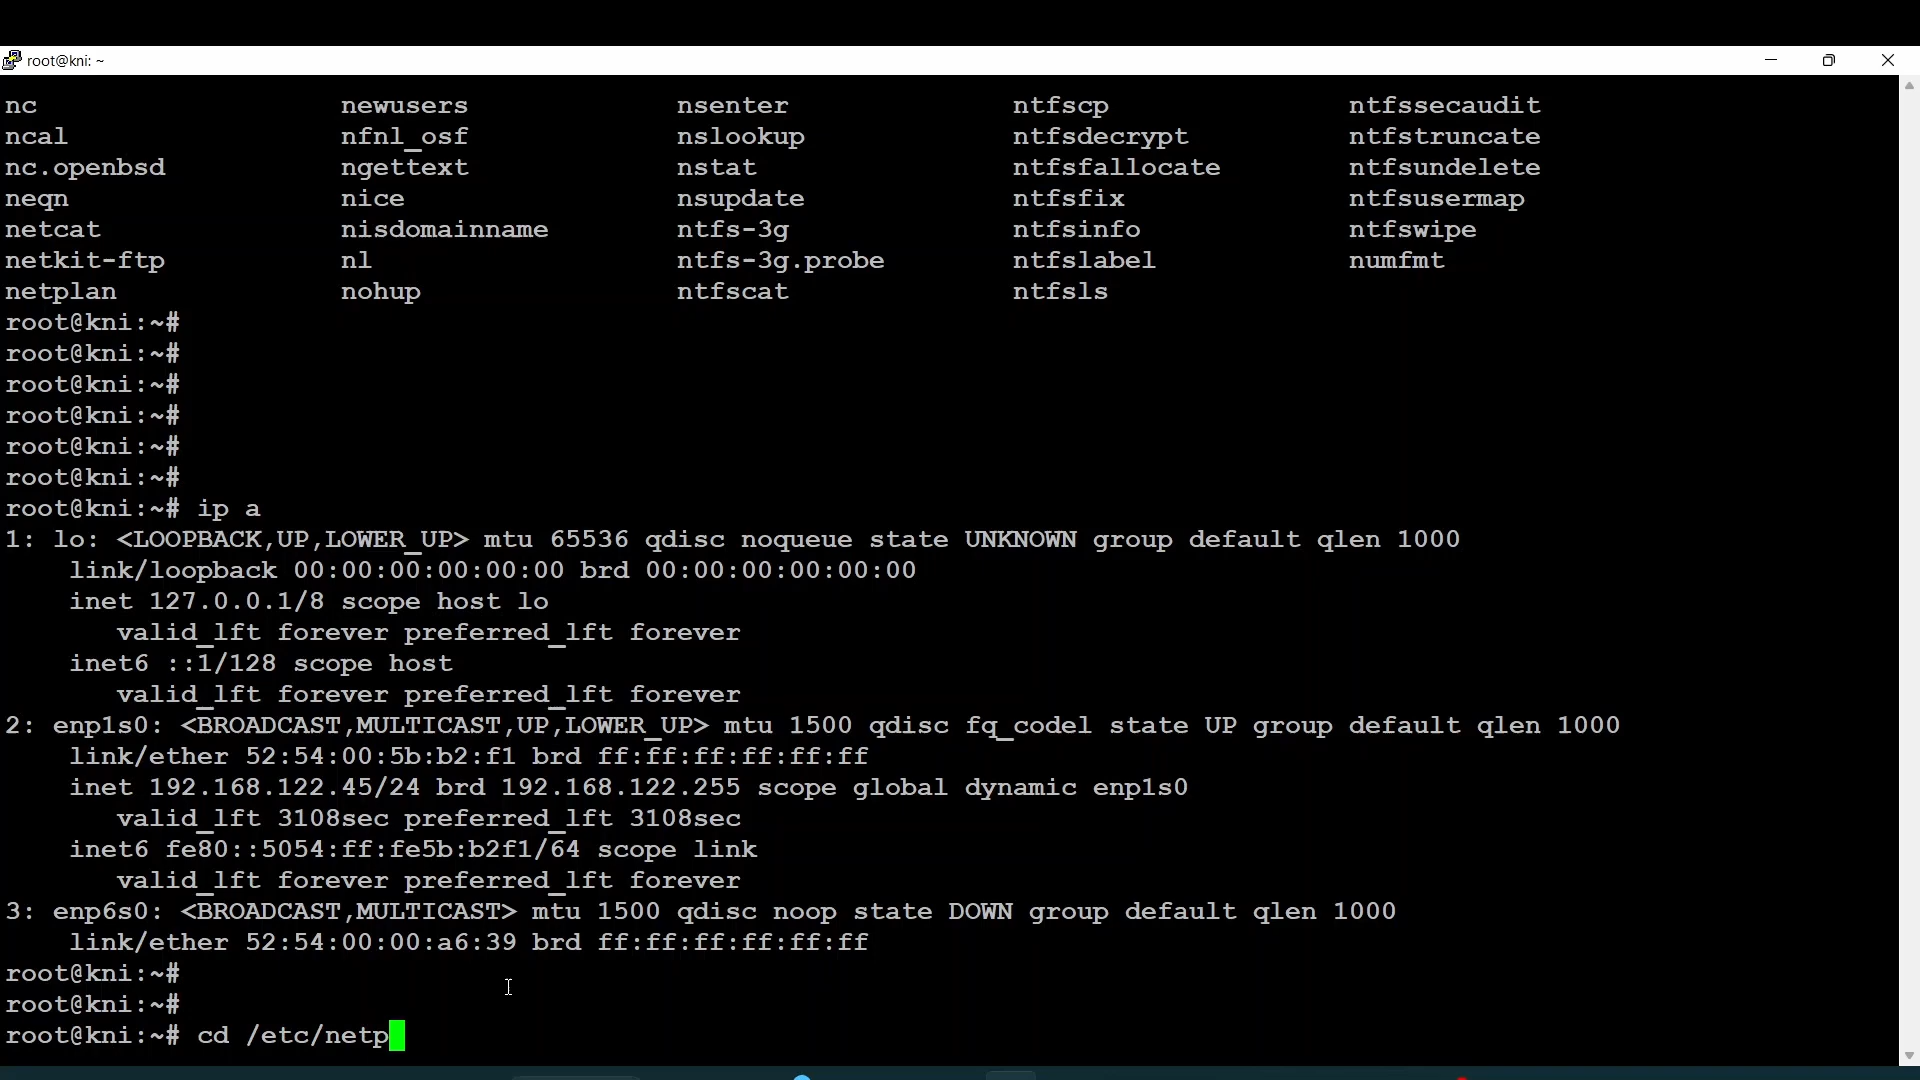 root@kni: ~
nc newusers nsenter ntfscp ntfssecaudit
ncal nfnl_osf nslookup ntfsdecrypt ntfstruncate
nc.openbsd ngettext nstat ntfsfallocate ntfsundelete
neqn nice nsupdate ntfsfix ntfsusermap
netcat nisdomainname ntfs-3g ntfsinfo ntfswipe
netkit-ftp nl ntfs-3g.probe ntfslabel numfmt
netplan nohup ntfscat ntfsls
root@kni:~#
root@kni:~#
root@kni:~#
root@kni:~#
root@kni:~#
root@kni:~#
root@kni:~# ip a
1: lo: <LOOPBACK,UP,LOWER_UP> mtu 65536 qdisc noqueue state UNKNOWN group default qlen 1000
    link/loopback 00:00:00:00:00:00 brd 00:00:00:00:00:00
    inet 127.0.0.1/8 scope host lo
       valid_lft forever preferred_lft forever
    inet6 ::1/128 scope host
       valid_lft forever preferred_lft forever
2: enp1s0: <BROADCAST,MULTICAST,UP,LOWER_UP> mtu 1500 qdisc fq_codel state UP group default qlen 1000
    link/ether 52:54:00:5b:b2:f1 brd ff:ff:ff:ff:ff:ff
    inet 192.168.122.45/24 brd 192.168.122.255 scope global dynamic enp1s0
       valid_lft 3108sec preferred_lft 3108sec
    inet6 fe80::5054:ff:fe5b:b2f1/64 scope link
       valid_lft forever preferred_lft forever
3: enp6s0: <BROADCAST,MULTICAST> mtu 1500 qdisc noop state DOWN group default qlen 1000
    link/ether 52:54:00:00:a6:39 brd ff:ff:ff:ff:ff:ff
root@kni:~#
root@kni:~#
root@kni:~# cd /etc/netp